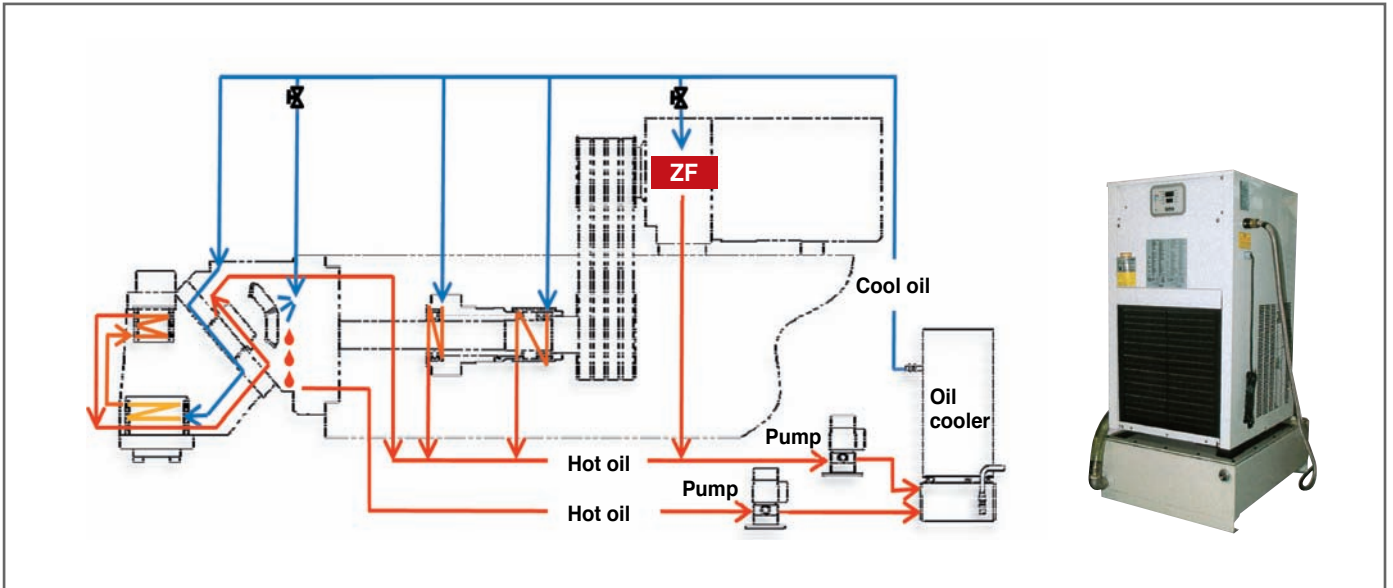 ZF
Cool oil
Oil
cooler
Pump
Hot oil
Pump
Hot oil